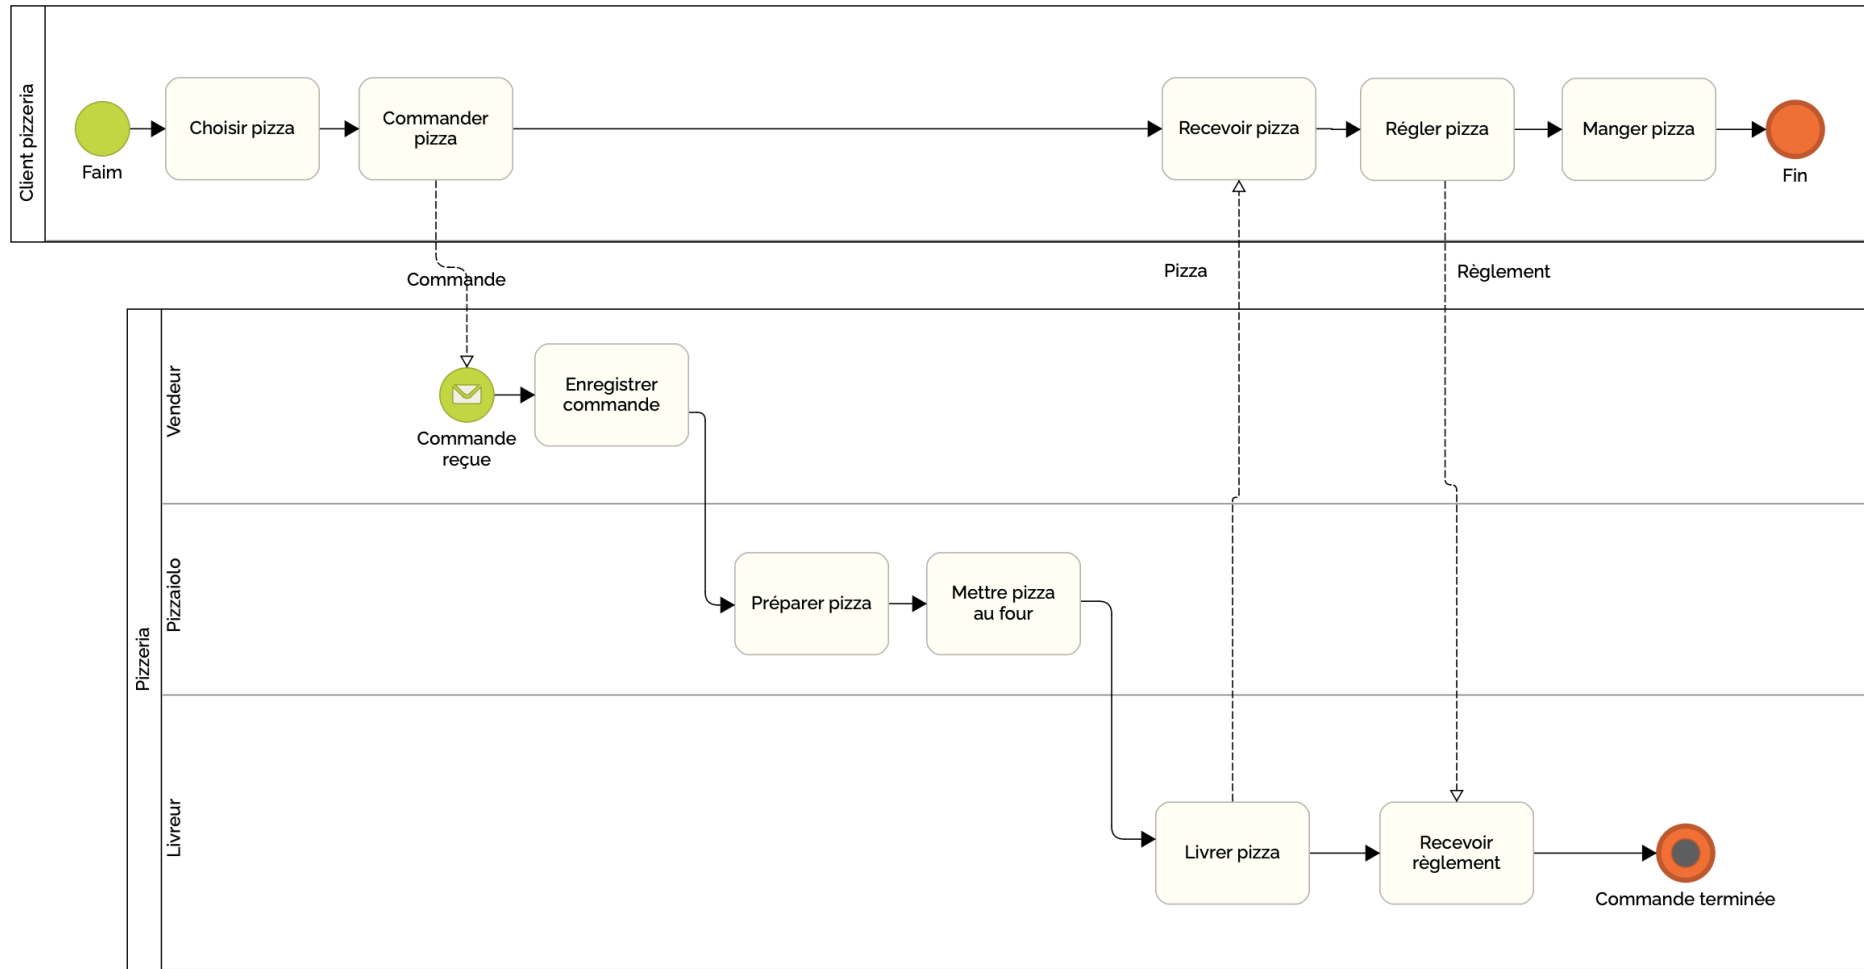 Client pizzeria
Faim
Choisir pizza
Commander
pizza
Recevoir pizza
Régler pizza
Manger pizza
Fin
Commande
Pizza
Règlement
Pizzeria
Vendeur
Commande
reçue
Enregistrer
commande
Pizzaiolo
Préparer pizza
Mettre pizza
au four
Livreur
Livrer pizza
Recevoir
règlement
Commande terminée